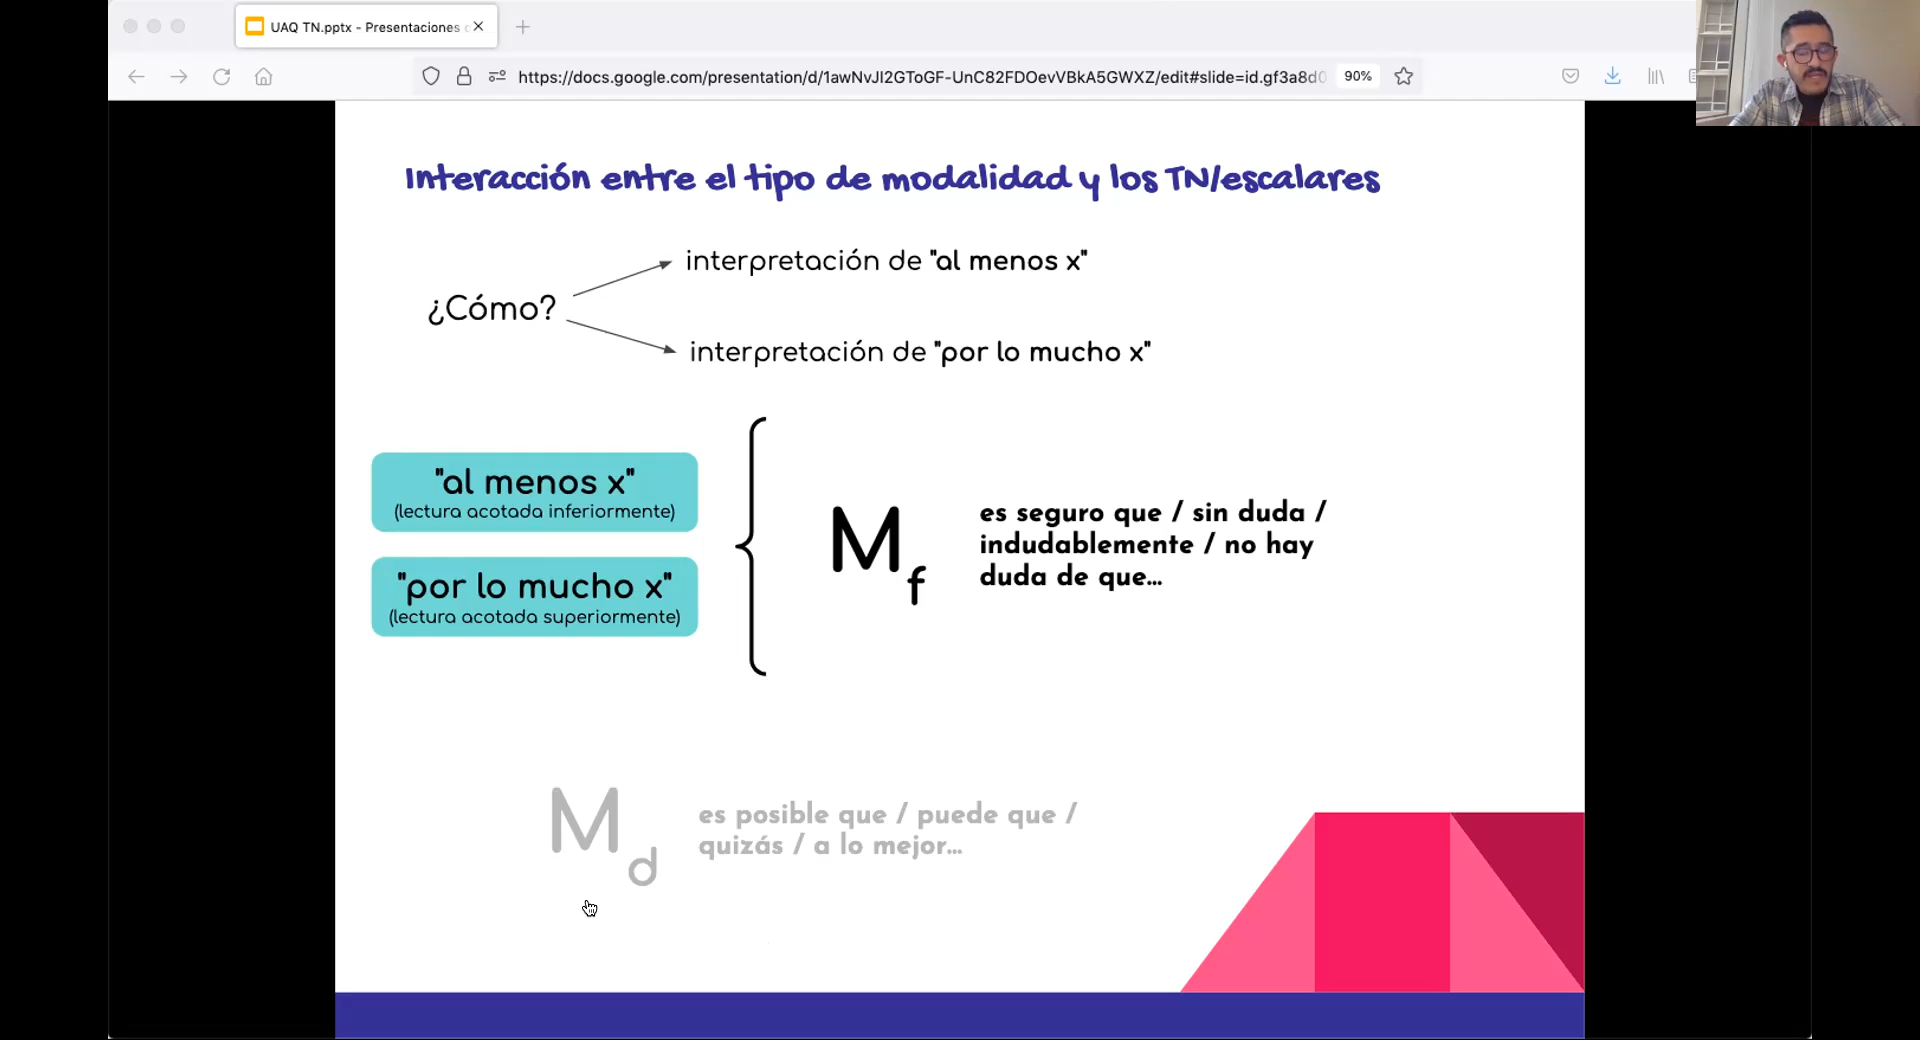 UAQ TN.pptx - Presentaciones
https://docs.google.com/presentation/d/1awNvJI2GToGF-UnC82FDOevVBkA5GWXZ/edit#slide=id.gf3a8d0
90%
Interacción entre el tipo de modalidad y los TN/escalares
interpretación de "al menos x"
¿Cómo?
interpretación de "por lo mucho x"
"al menos x"
(lectura acotada inferiormente)
"por lo mucho x"
(lectura acotada superiormente)
Mf
es seguro que / sin duda /
indudablemente / no hay
duda de que...
Md
es posible que / puede que /
quizás / a lo mejor...